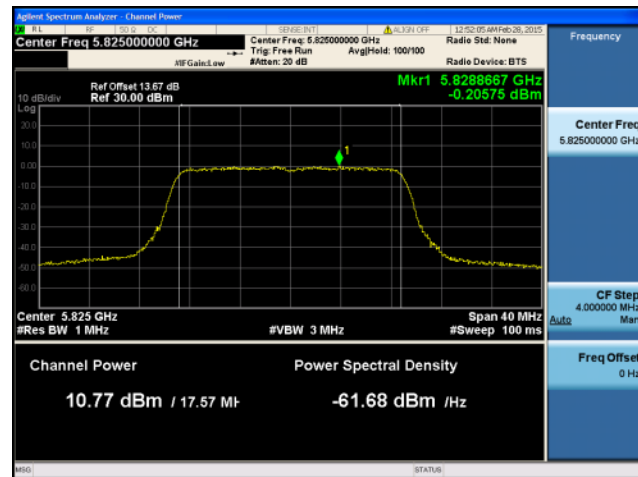 Agilent Spectrum Analyzer - Channel Power
RL RF 50 Ω DC SENSE:INT ALIGN OFF 12:52:05 AM Feb 28, 2015
Center Freq 5.825000000 GHz
Center Freq: 5.825000000 GHz Radio Std: None
Trig: Free Run Avg|Hold: 100/100
#IFGain:Low #Atten: 20 dB Radio Device: BTS
Mkr1 5.8288667 GHz
-0.20575 dBm
Ref Offset 13.67 dB
10 dB/div Ref 30.00 dBm
Log
20.0
10.0
0.00
-10.0
-20.0
-30.0
-40.0
-50.0
-60.0
1
Center 5.825 GHz Span 40 MHz
#Res BW 1 MHz #VBW 3 MHz #Sweep 100 ms
Channel Power Power Spectral Density
10.77 dBm / 17.57 MH -61.68 dBm /Hz
MSG STATUS
Frequency
Center Freq
5.825000000 GHz
CF Step
4.000000 MHz
Auto Man
Freq Offset
0 Hz